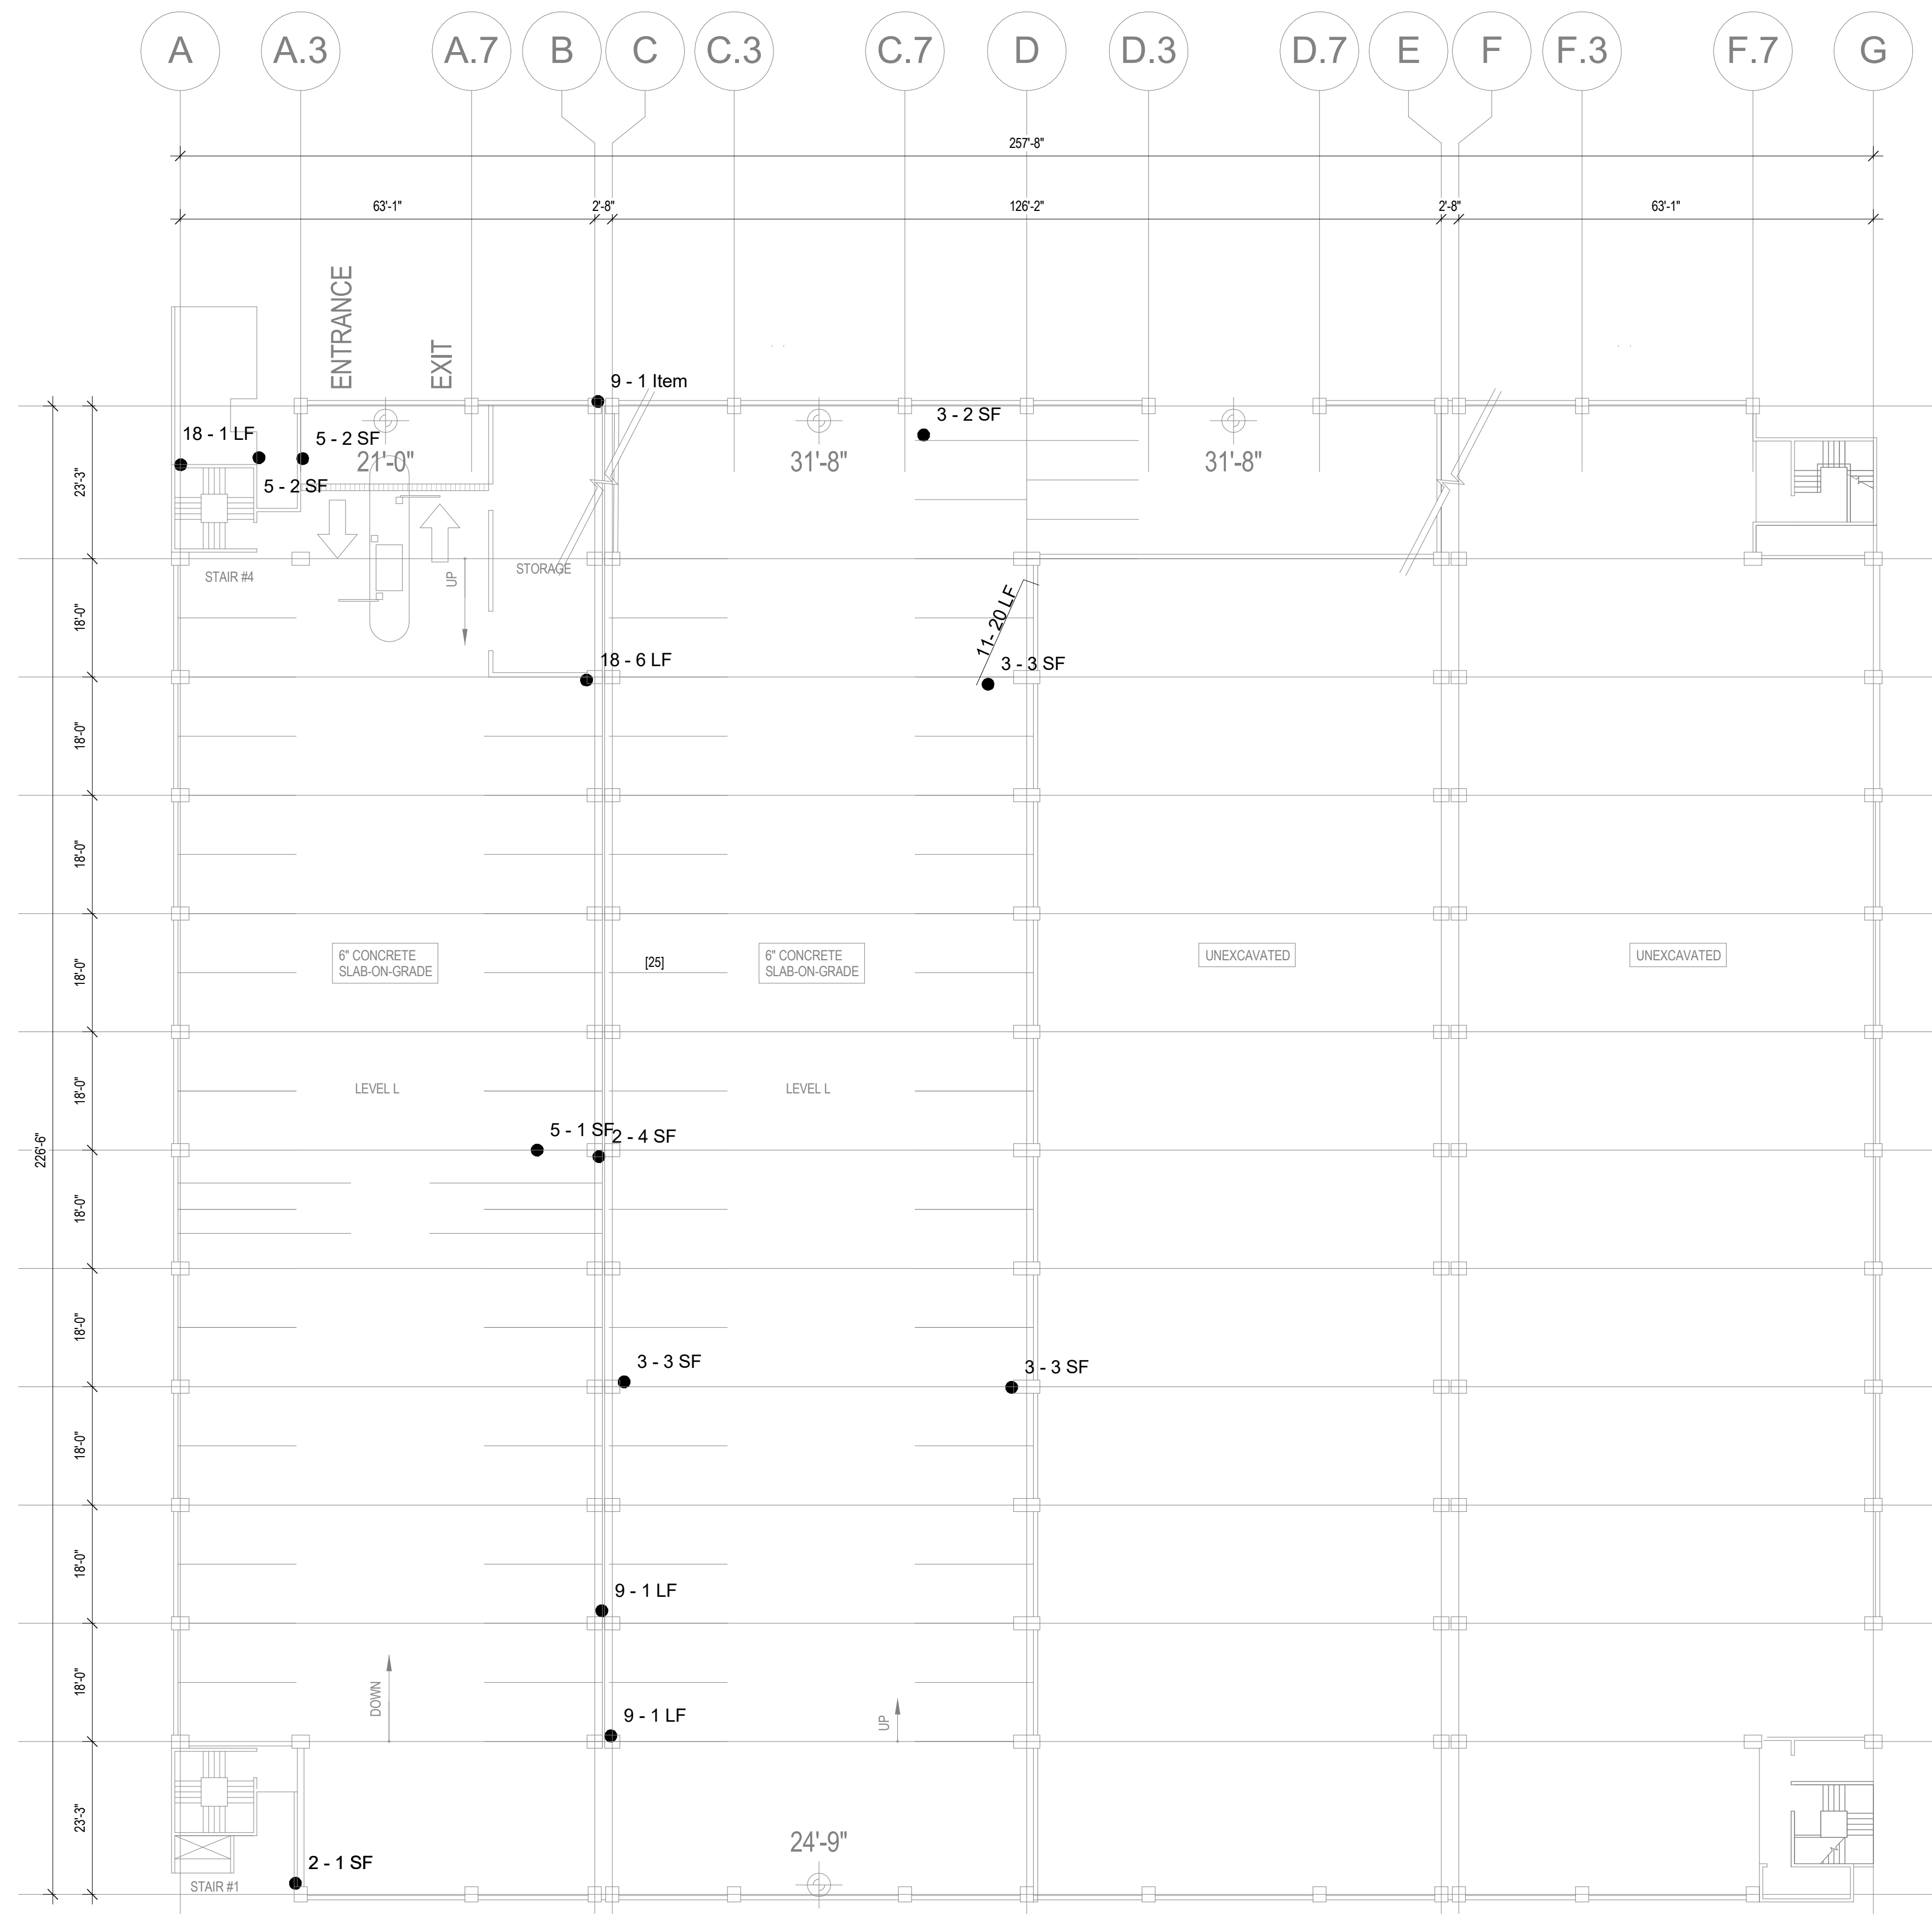 A A.3 A.7 B C C.3 C.7 D D.3 D.7 E F F.3 F.7 G
257'-8"
63'-1" 2'-8" 126'-2" 2'-8" 63'-1"
ENTRANCE
EXIT
9 - 1 Item
3 - 2 SF
18 - 1 LF
5 - 2 SF
21'-0"
31'-8"
31'-8"
5 - 2 SF
23'-3"
STAIR #4
STORAGE
UP
18'-0"
11- 20 LF
18 - 6 LF
3 - 3 SF
18'-0"
18'-0"
6" CONCRETE
SLAB-ON-GRADE
[25]
6" CONCRETE
SLAB-ON-GRADE
UNEXCAVATED
UNEXCAVATED
18'-0"
LEVEL L
LEVEL L
18'-0"
5 - 1 SF
2 - 4 SF
226'-6"
18'-0"
18'-0"
3 - 3 SF
3 - 3 SF
18'-0"
18'-0"
9 - 1 LF
18'-0"
DOWN
9 - 1 LF
UP
23'-3"
24'-9"
2 - 1 SF
STAIR #1